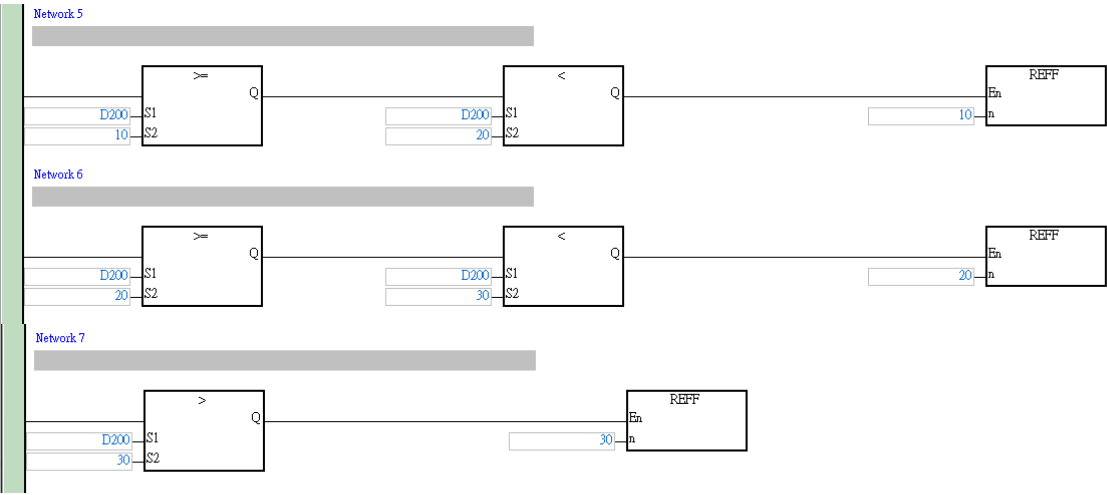 Network 5
>= < REFF
Q Q En
D200 S1 D200 S1 10 n
10 S2 20 S2
Network 6
>= < REFF
Q Q En
D200 S1 D200 S1 20 n
20 S2 30 S2
Network 7
> REFF
Q En
D200 S1 30 n
30 S2